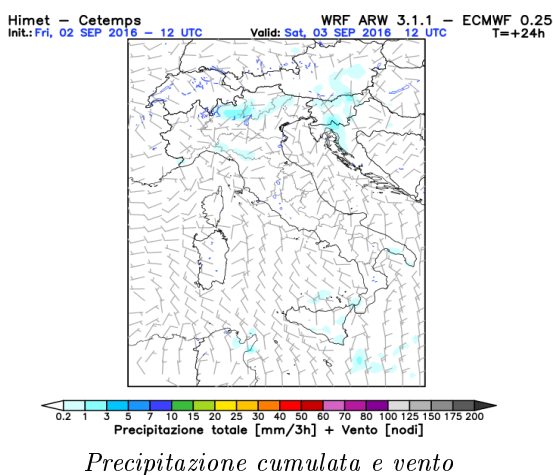 Himet – Cetemps WRF ARW 3.1.1 – ECMWF 0.25
Init.: Fri, 02 SEP 2016 – 12 UTC Valid: Sat, 03 SEP 2016 12 UTC T=+24h
0.2 1 3 5 7 10 15 20 25 30 40 50 60 70 80 100 125 150 175 200
Precipitazione totale [mm/3h] + Vento [nodi]
Precipitazione cumulata e vento